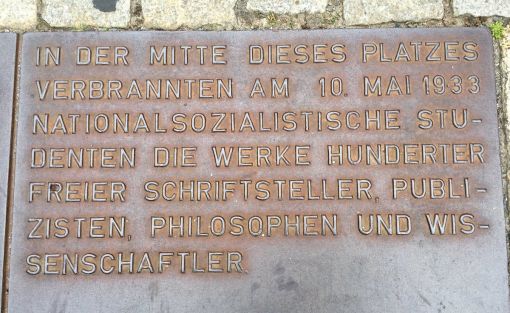 IN DER MITTE DIESES PLATZES
VERBRANNTEN AM 10. MAI 1933
NATIONALSOZIALISTISCHE STU-
DENTEN DIE WERKE HUNDERTER
FREIER SCHRIFTSTELLER, PUBLI-
ZISTEN, PHILOSOPHEN UND WIS-
SENSCHAFTLER.